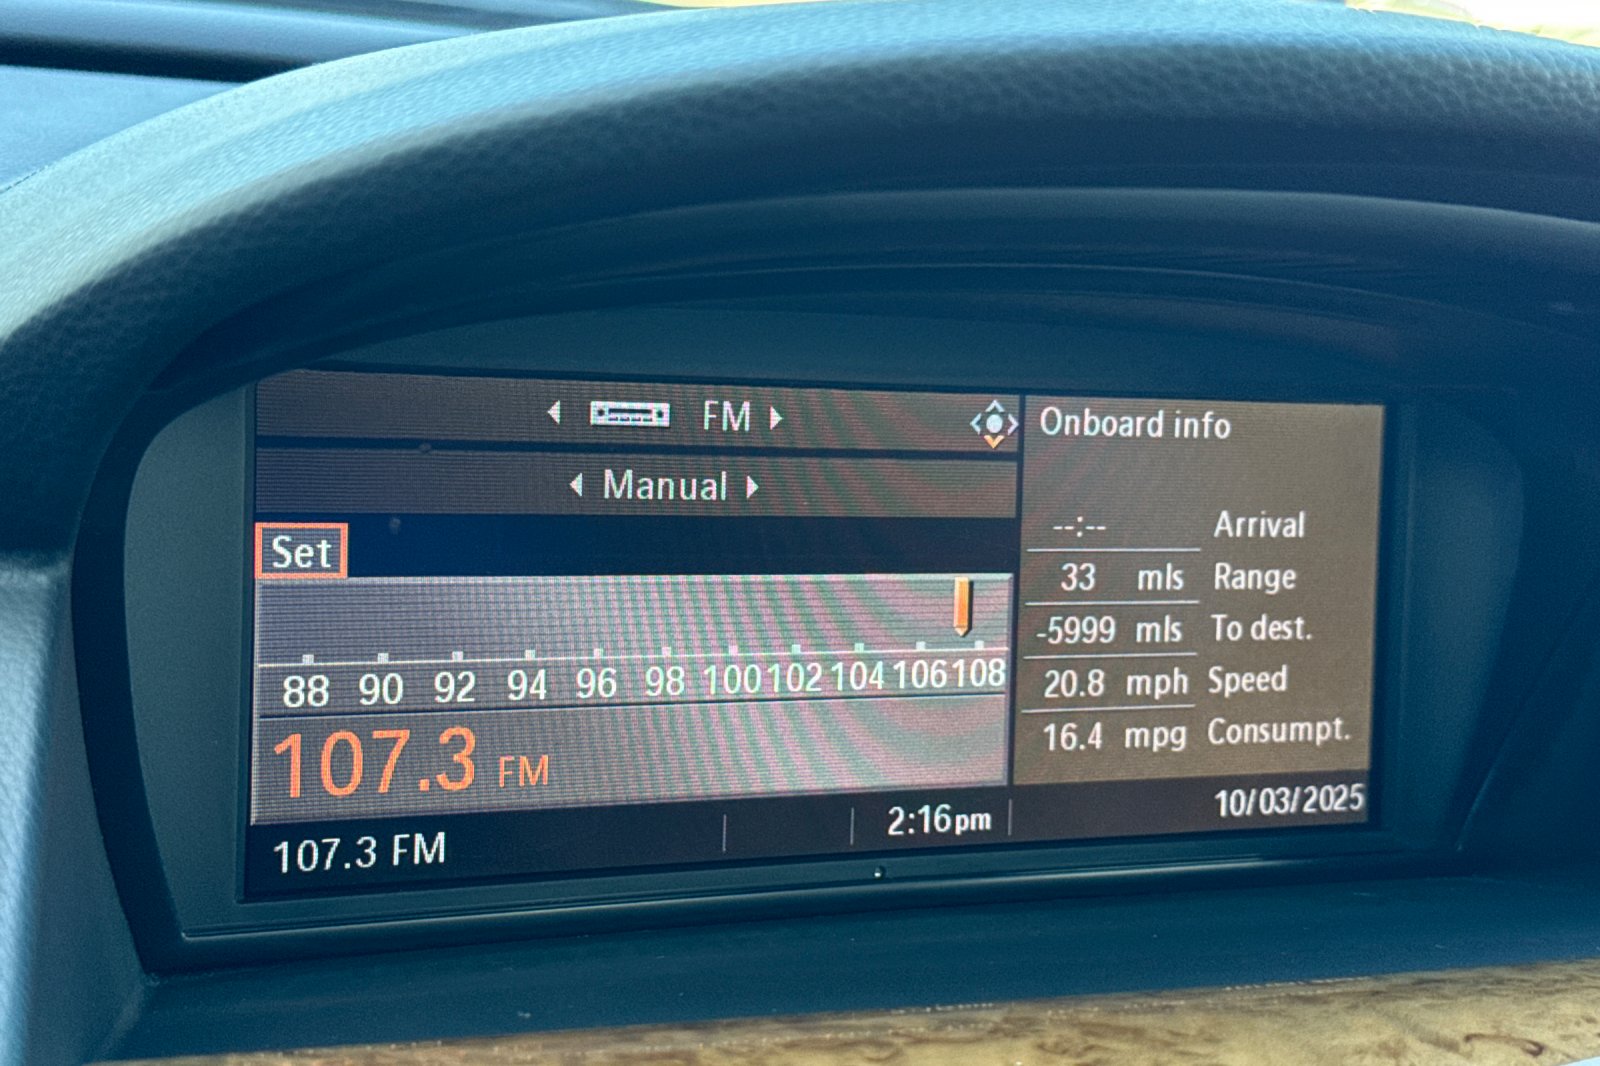 FM
Manual
Set
88 90 92 94 96 98 100 102 104 106 108
107.3 FM
107.3 FM
2:16pm
Onboard info
--:-- Arrival
33 mls Range
-5999 mls To dest.
20.8 mph Speed
16.4 mpg Consumpt.
10/03/2025